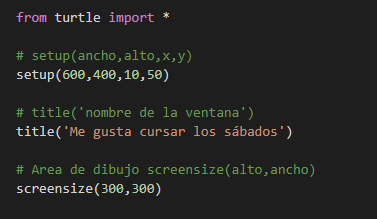 from turtle import *
# setup(ancho,alto,x,y)
setup(600,400,10,50)
# title('nombre de la ventana')
title('Me gusta cursar los sábados')
# Area de dibujo screensize(alto,ancho)
screensize(300,300)